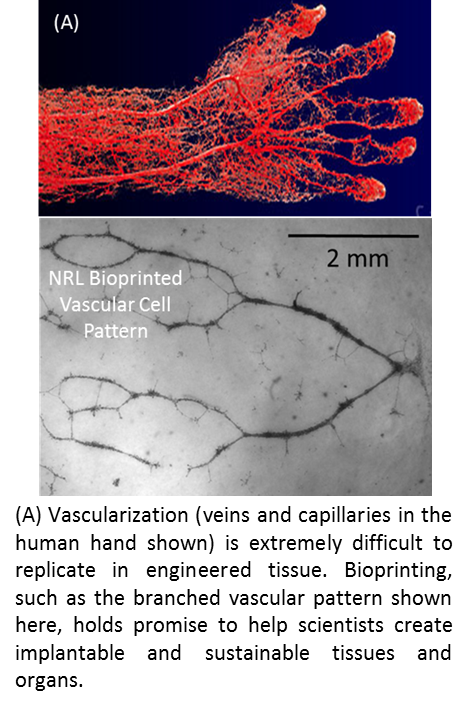 (A)
2 mm
NRL Bioprinted
Vascular Cell
Pattern
(A) Vascularization (veins and capillaries in the
human hand shown) is extremely difficult to
replicate in engineered tissue. Bioprinting,
such as the branched vascular pattern shown
here, holds promise to help scientists create
implantable and sustainable tissues and
organs.